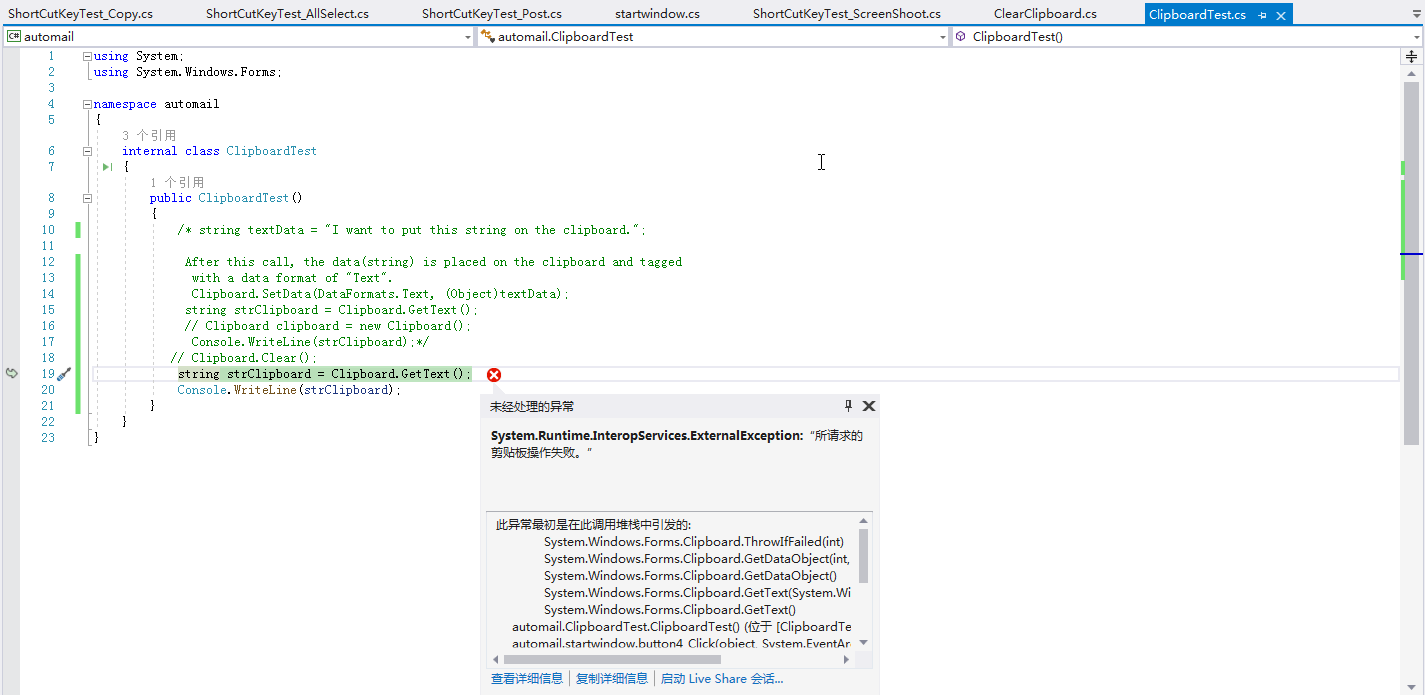 ShortCutKeyTest_Copy.cs ShortCutKeyTest_AllSelect.cs ShortCutKeyTest_Post.cs startwindow.cs ShortCutKeyTest_ScreenShoot.cs ClearClipboard.cs ClipboardTest.cs
C# automail automail.ClipboardTest ClipboardTest()
1 using System;
2 using System.Windows.Forms;
3
4 namespace automail
5 {
3 个引用
6 internal class ClipboardTest
7 {
1 个引用
8 public ClipboardTest()
9 {
10 /* string textData = "I want to put this string on the clipboard.";
11
12 After this call, the data(string) is placed on the clipboard and tagged
13 with a data format of "Text".
14 Clipboard.SetData(DataFormats.Text, (Object)textData);
15 string strClipboard = Clipboard.GetText();
16 // Clipboard clipboard = new Clipboard();
17 Console.WriteLine(strClipboard);*/
18 // Clipboard.Clear();
19 string strClipboard = Clipboard.GetText();
20 Console.WriteLine(strClipboard);
21 }
22 }
23 }
未经处理的异常
System.Runtime.InteropServices.ExternalException:“所请求的
剪贴板操作失败。”
此异常最初是在此调用堆栈中引发的:
System.Windows.Forms.Clipboard.ThrowIfFailed(int)
System.Windows.Forms.Clipboard.GetDataObject(int,
System.Windows.Forms.Clipboard.GetDataObject()
System.Windows.Forms.Clipboard.GetText(System.Wi
System.Windows.Forms.Clipboard.GetText()
automail.ClipboardTest.ClipboardTest() (位于 [ClipboardTe
automail.startwindow.button4_Click(object, System.EventAr
查看详细信息 复制详细信息 启动 Live Share 会话...